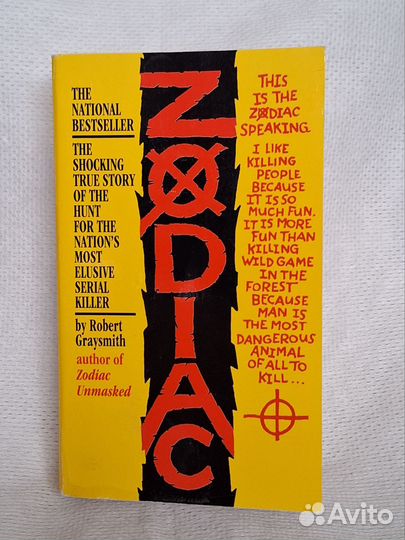 THE
NATIONAL
BESTSELLER
THE
SHOCKING
TRUE STORY
OF THE
HUNT
FOR THE
NATION'S
MOST
ELUSIVE
SERIAL
KILLER
by Robert
Graysmith
author of
Zodiac
Unmasked
ZODIAC
THIS
IS THE
ZODIAC
SPEAKING.
I LIKE
KILLING
PEOPLE
BECAUSE
IT IS SO
MUCH FUN.
IT IS MORE
FUN THAN
KILLING
WILD GAME
IN THE
FOREST
BECAUSE
MAN IS
THE MOST
DANGEROUS
ANIMAL
OF ALL TO
KILL...
Avito